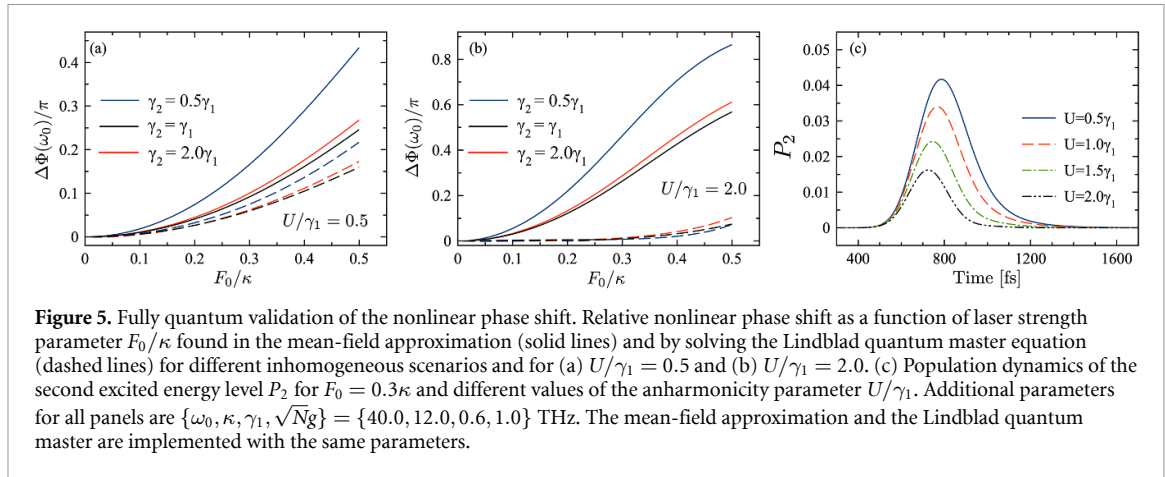 (a)
0.4
0.3
0.2
0.1
0
ΔΦ(ω₀)/π
γ₂ = 0.5γ₁
γ₂ = γ₁
γ₂ = 2.0γ₁
U/γ₁ = 0.5
0 0.1 0.2 0.3 0.4 0.5
F₀/κ
(b)
0.8
0.6
0.4
0.2
0
ΔΦ(ω₀)/π
γ₂ = 0.5γ₁
γ₂ = γ₁
γ₂ = 2.0γ₁
U/γ₁ = 2.0
0 0.1 0.2 0.3 0.4 0.5
F₀/κ
(c)
0.05
0.04
0.03
0.02
0.01
0
P₂
U=0.5γ₁
U=1.0γ₁
U=1.5γ₁
U=2.0γ₁
400 800 1200 1600
Time [fs]
Figure 5. Fully quantum validation of the nonlinear phase shift. Relative nonlinear phase shift as a function of laser strength
parameter F₀/κ found in the mean-field approximation (solid lines) and by solving the Lindblad quantum master equation
(dashed lines) for different inhomogeneous scenarios and for (a) U/γ₁ = 0.5 and (b) U/γ₁ = 2.0. (c) Population dynamics of the
second excited energy level P₂ for F₀ = 0.3κ and different values of the anharmonicity parameter U/γ₁. Additional parameters
for all panels are {ω₀, κ, γ₁, √Ng} = {40.0, 12.0, 0.6, 1.0} THz. The mean-field approximation and the Lindblad quantum
master are implemented with the same parameters.